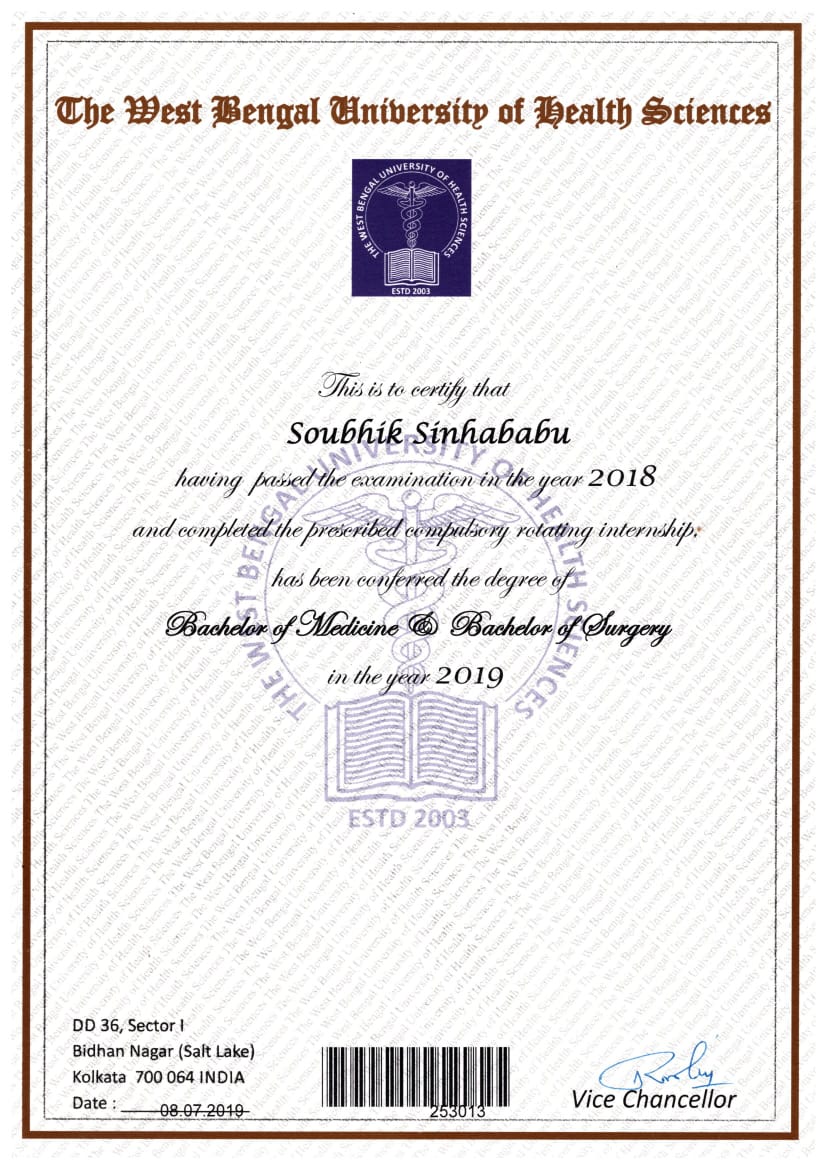 The West Bengal University of Health Sciences
THE WEST BENGAL UNIVERSITY OF HEALTH SCIENCES
ESTD 2003
This is to certify that
Soubhik Sinhababu
having passed the examination in the year 2018
and completed the prescribed compulsory rotating internship,
has been conferred the degree of
Bachelor of Medicine & Bachelor of Surgery
in the year 2019
THE WEST BENGAL UNIVERSITY OF HEALTH SCIENCES
ESTD 2003
DD 36, Sector I
Bidhan Nagar (Salt Lake)
Kolkata 700 064 INDIA
Date : 08.07.2019
253013
Vice Chancellor